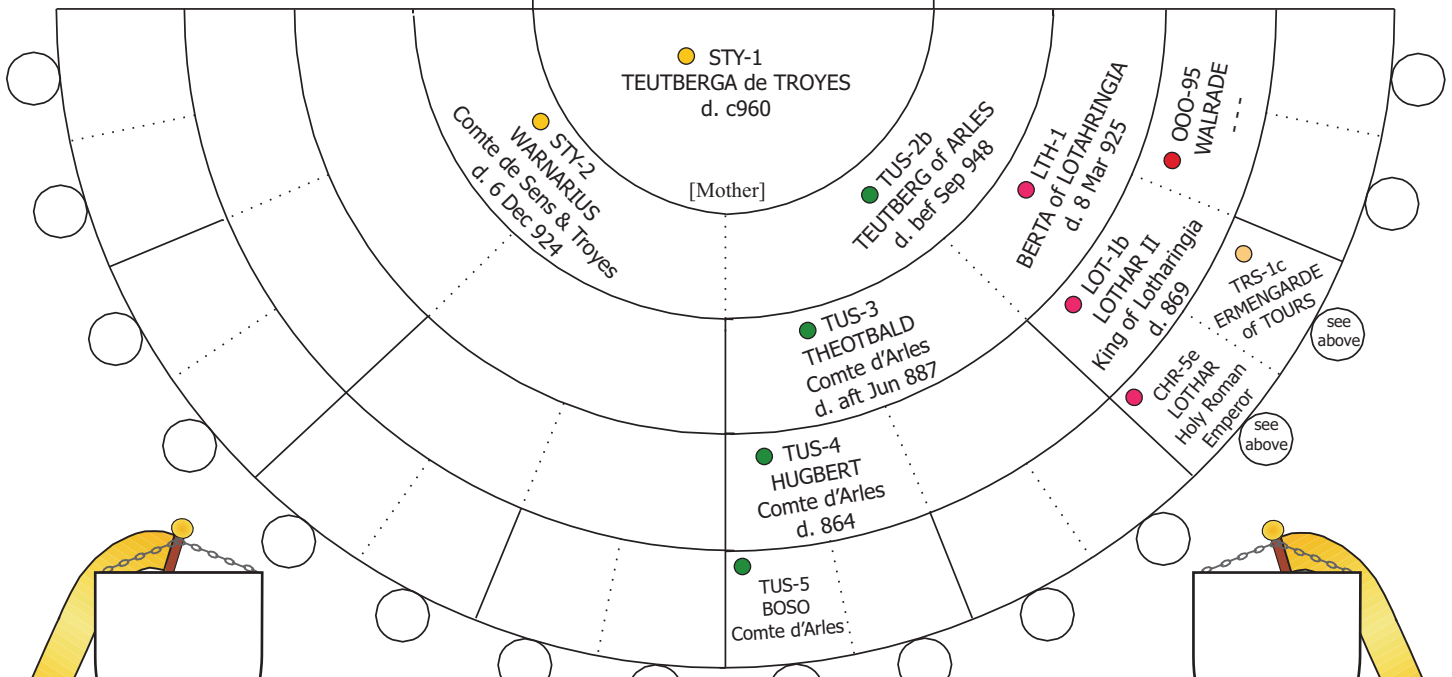 STY-1
TEUTBERGA de TROYES
d. c960
[Mother]
STY-2
WARNARIUS
Comte de Sens & Troyes
d. 6 Dec 924
TUS-2b
TEUTBERG of ARLES
d. bef Sep 948
TUS-3
THEOTBALD
Comte d'Arles
d. aft Jun 887
LTH-1
BERTA of LOTAHRINGIA
d. 8 Mar 925
TUS-4
HUGBERT
Comte d'Arles
d. 864
LOT-1b
LOTHAR II
King of Lotharingia
d. 869
OOO-95
WALRADE
---
TUS-5
BOSO
Comte d'Arles
CHR-5e
LOTHAR
Holy Roman
Emperor
TRS-1c
ERMENGARDE
of TOURS
see
above
see
above